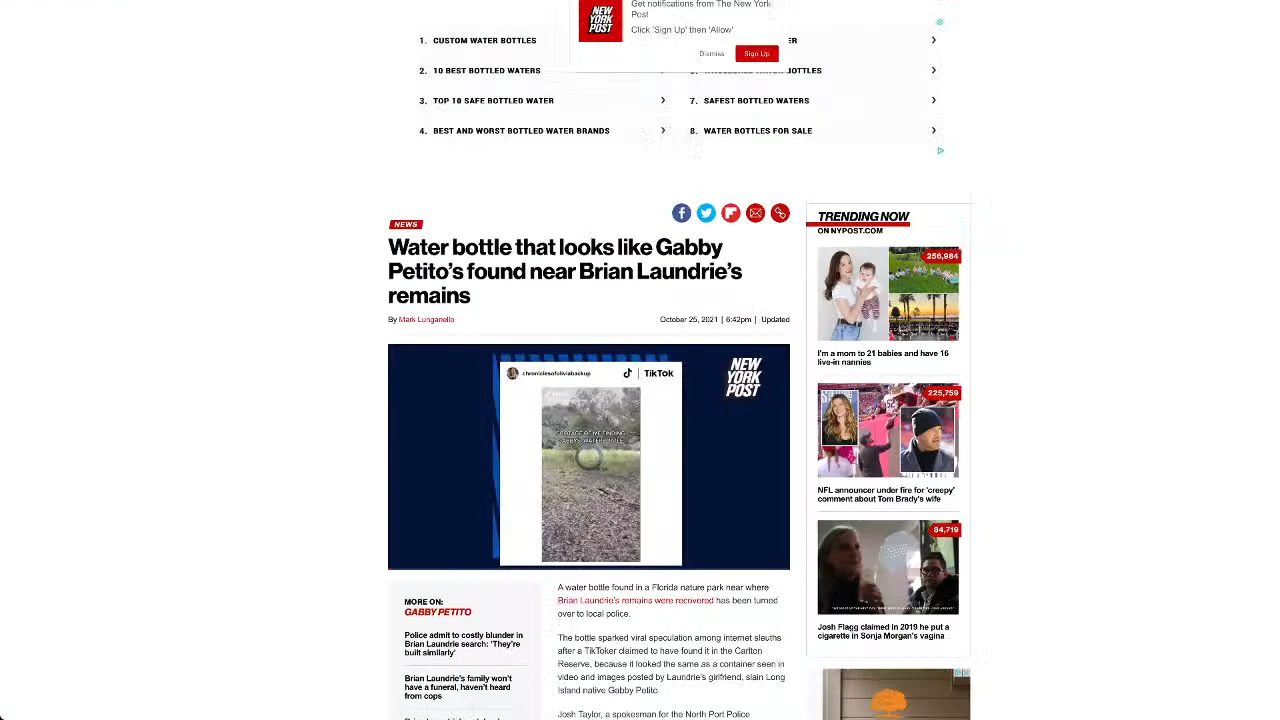 Get notifications from The New York
Post
Click 'Sign Up' then 'Allow'
Dismiss
Sign Up
NEW
YORK
POST
1. CUSTOM WATER BOTTLES
2. 10 BEST BOTTLED WATERS
3. TOP 10 SAFE BOTTLED WATER
7. SAFEST BOTTLED WATERS
4. BEST AND WORST BOTTLED WATER BRANDS
8. WATER BOTTLES FOR SALE
NEWS
Water bottle that looks like Gabby
Petito's found near Brian Laundrie's
remains
By Mark Lungariello
October 25, 2021 | 6:42pm | Updated
chroniclesofoliviabackup
TikTok
NEW
YORK
POST
FOOTAGE OF ME FINDING
GABBYS WATERBOTTLE
MORE ON:
GABBY PETITO
Police admit to costly blunder in
Brian Laundrie search: 'They're
built similarly'
Brian Laundrie's family won't
have a funeral, haven't heard
from cops
A water bottle found in a Florida nature park near where
Brian Laundrie's remains were recovered has been turned
over to local police.
The bottle sparked viral speculation among internet sleuths
after a TikToker claimed to have found it in the Carlton
Reserve, because it looked the same as a container seen in
video and images posted by Laundrie's girlfriend, slain Long
Island native Gabby Petito.
Josh Taylor, a spokesman for the North Port Police
TRENDING NOW
ON NYPOST.COM
256,984
I'm a mom to 21 babies and have 16
live-in nannies
225,759
NFL announcer under fire for 'creepy'
comment about Tom Brady's wife
84,719
Josh Flagg claimed in 2019 he put a
cigarette in Sonja Morgan's vagina